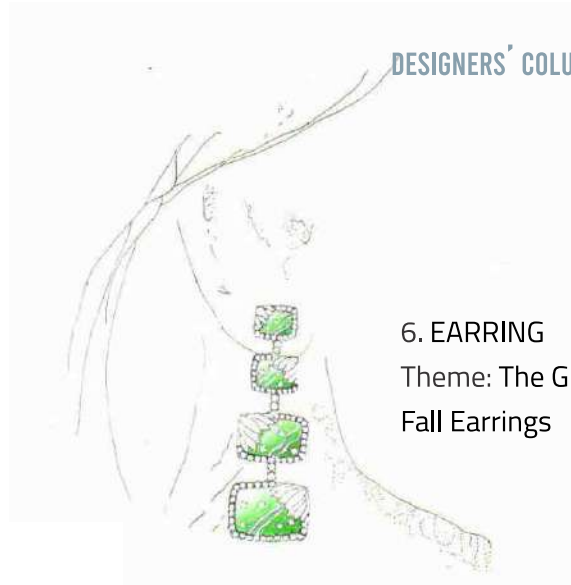 DESIGNERS' COLU
6. EARRING
Theme: The G
Fall Earrings